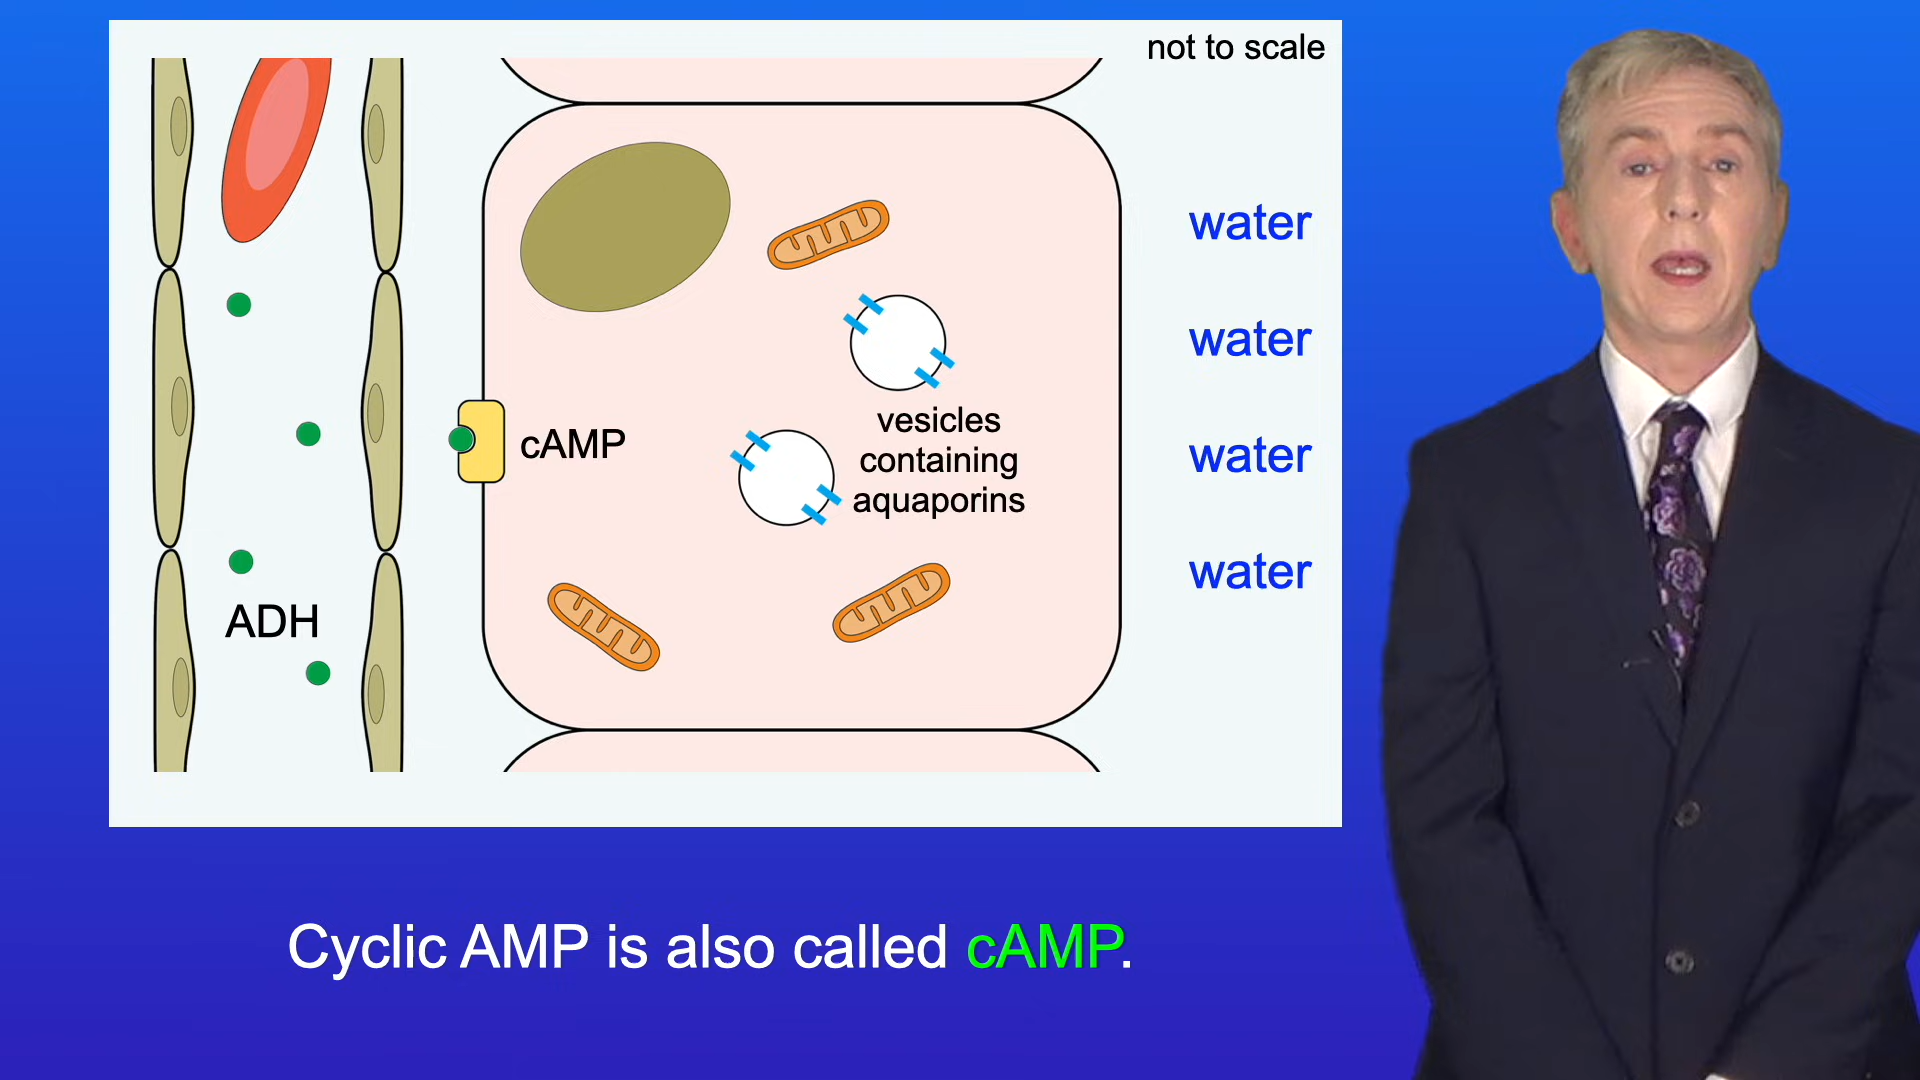 not to scale
water
water
cAMP
vesicles
containing
aquaporins
water
water
ADH
Cyclic AMP is also called cAMP.